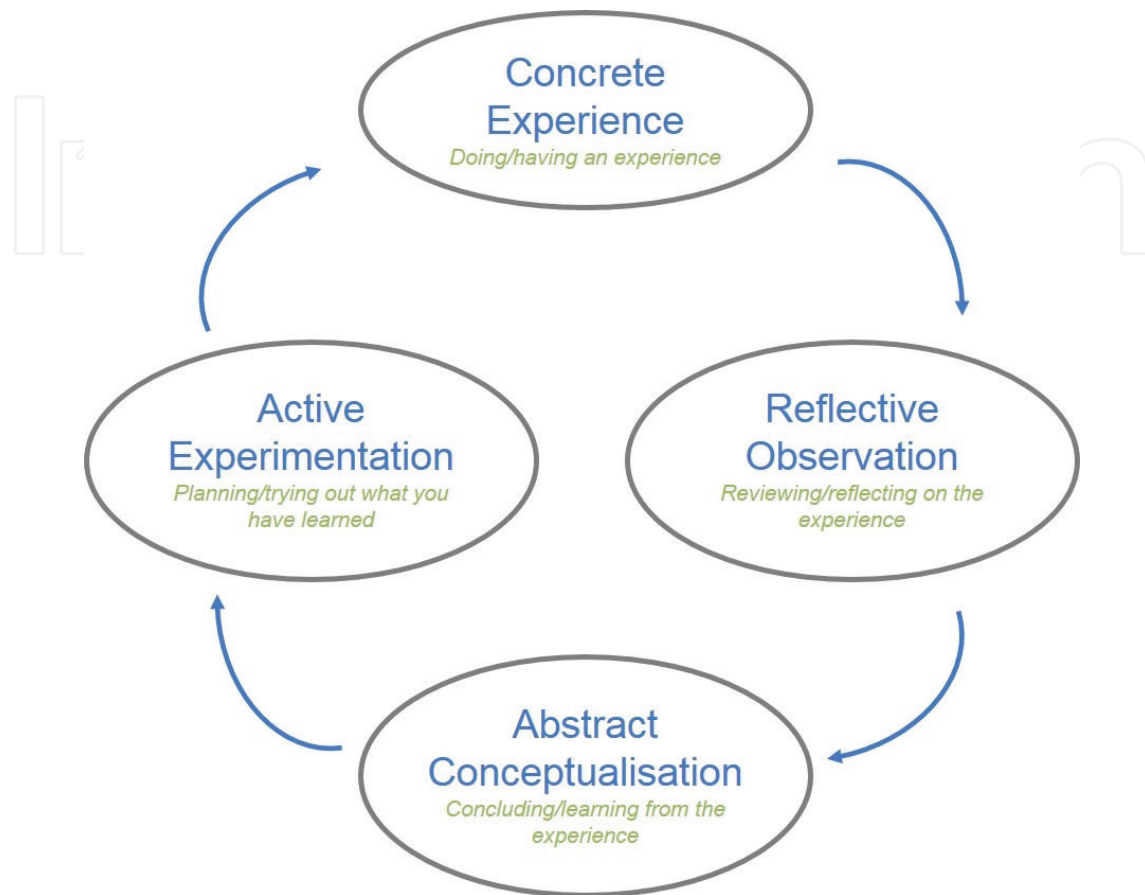 Concrete
Experience
Doing/having an experience
Reflective
Observation
Reviewing/reflecting on the
experience
Abstract
Conceptualisation
Concluding/learning from the
experience
Active
Experimentation
Planning/trying out what you
have learned